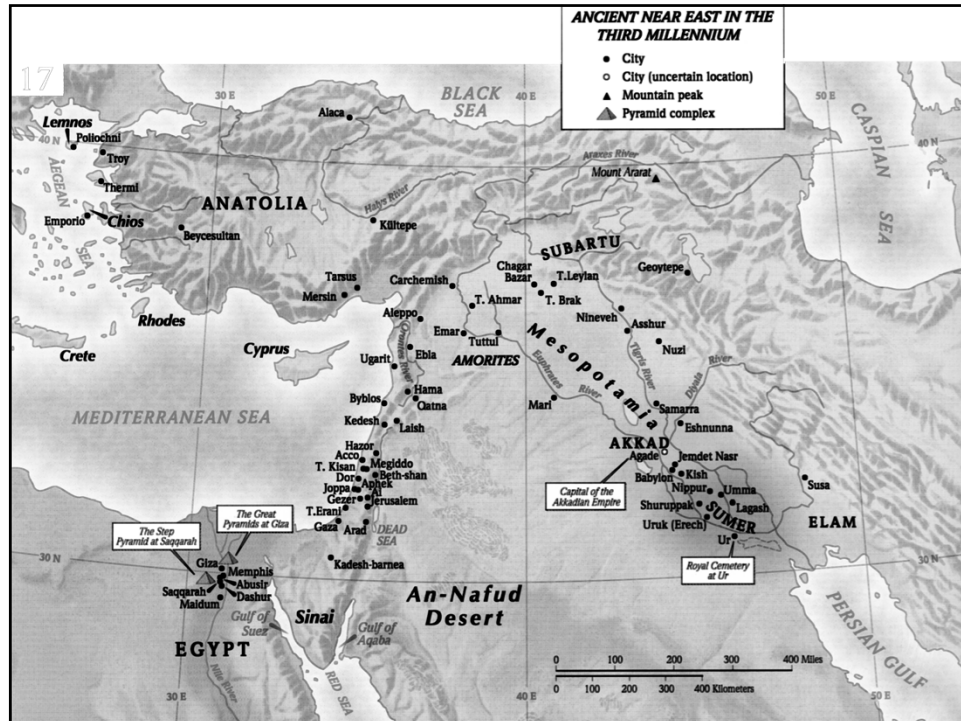 ANCIENT NEAR EAST IN THE
THIRD MILLENNIUM
City
City (uncertain location)
Mountain peak
Pyramid complex
17
30
40
50
BLACK
SEA
CASPIAN
SEA
Lemnos
40 N
Poliochni
Troy
AEGEAN
SEA
Thermi
Emporio
Chios
Alaca
40 N
Araxes River
Mount Ararat
ANATOLIA
Halys River
Kültepe
Beycesultan
SUBARTU
Geoytepe
Chagar
Bazar
T.Leylan
T. Brak
Tarsus
Mersin
Carchemish
T. Ahmar
Nineveh
Rhodes
Aleppo
Emar
Tuttul
Asshur
Nuzi
Crete
Cyprus
Orontes River
Ebla
AMORITES
Mesopotamia
Tigris River
Diyala
River
Ugarit
Euphrates
River
Hama
Qatna
Mari
Samarra
Eshnunna
MEDITERRANEAN SEA
Byblos
Kedesh
Laish
AKKAD
Agade
Jemdet Nasr
Hazor
Acco
T. Kisan
Megiddo
Dor
Beth-shan
Babylon
Kish
Susa
Joppa
Aphek
Nippur
Umma
Capital of the
Akkadian Empire
Gezer
Ai
Jerusalem
Shuruppak
Lagash
T.Erani
SUMER
ELAM
Gaza
Arad
DEAD
SEA
Uruk (Erech)
Ur
The Step
Pyramid at Saqqarah
The Great
Pyramids at Giza
30 N
Giza
Memphis
Kadesh-barnea
Royal Cemetery
at Ur
30 N
Saqqarah
Abusir
Dashur
Maidum
An-Nafud
Desert
Sinai
Gulf of
Suez
Gulf of
Aqaba
PERSIAN GULF
EGYPT
Nile River
RED SEA
0 100 200 300 400 Miles
0 100 200 300 400 Kilometers
30 E
40 E
50 E